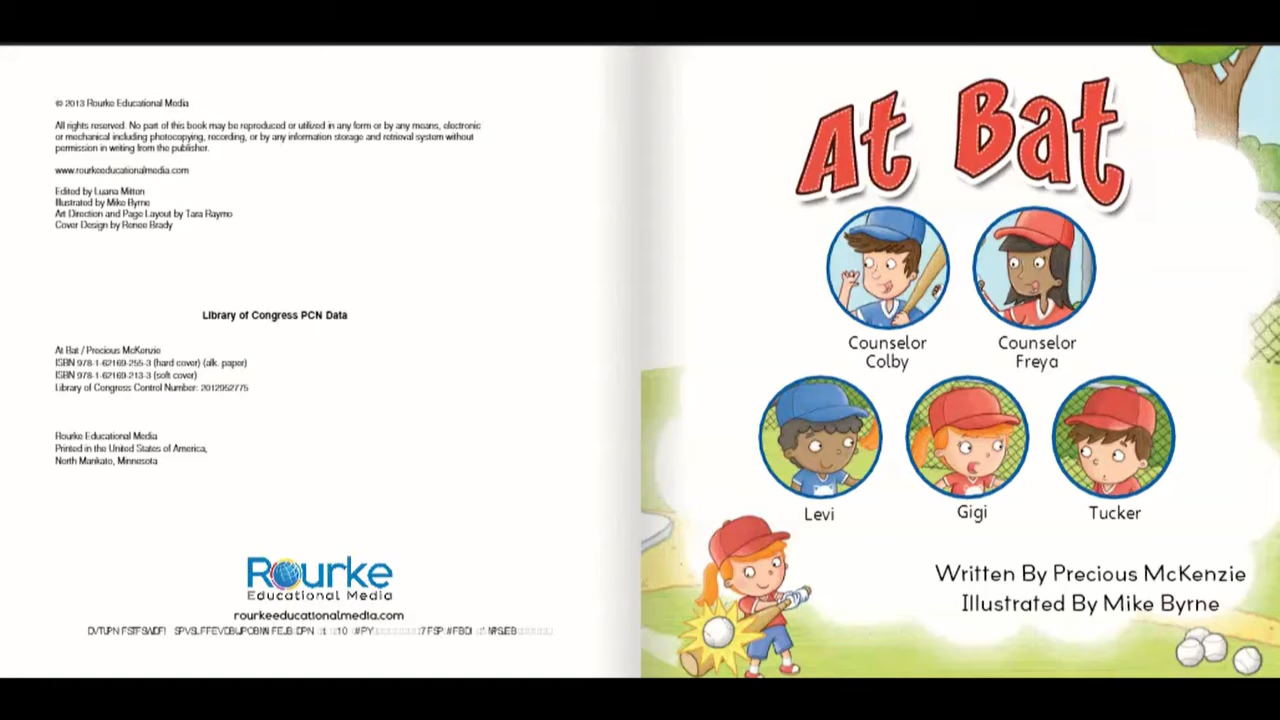 © 2013 Rourke Educational Media
All rights reserved. No part of this book may be reproduced or utilized in any form or by any means, electronic
or mechanical including photocopying, recording, or by any information storage and retrieval system without
permission in writing from the publisher.
www.rourkeeducationalmedia.com
Edited by Luana Mitten
Illustrated by Mike Byrne
Art Direction and Page Layout by Tara Raymo
Cover Design by Renee Brady
Library of Congress PCN Data
At Bat / Precious McKenzie
ISBN 978-1-62169-255-3 (hard cover) (alk. paper)
ISBN 978-1-62169-213-3 (soft cover)
Library of Congress Control Number: 2012952775
Rourke Educational Media
Printed in the United States of America,
North Mankato, Minnesota
Rourke
Educational Media
rourkeeducationalmedia.com
At Bat
Counselor
Colby
Counselor
Freya
Levi
Gigi
Tucker
Written By Precious McKenzie
Illustrated By Mike Byrne